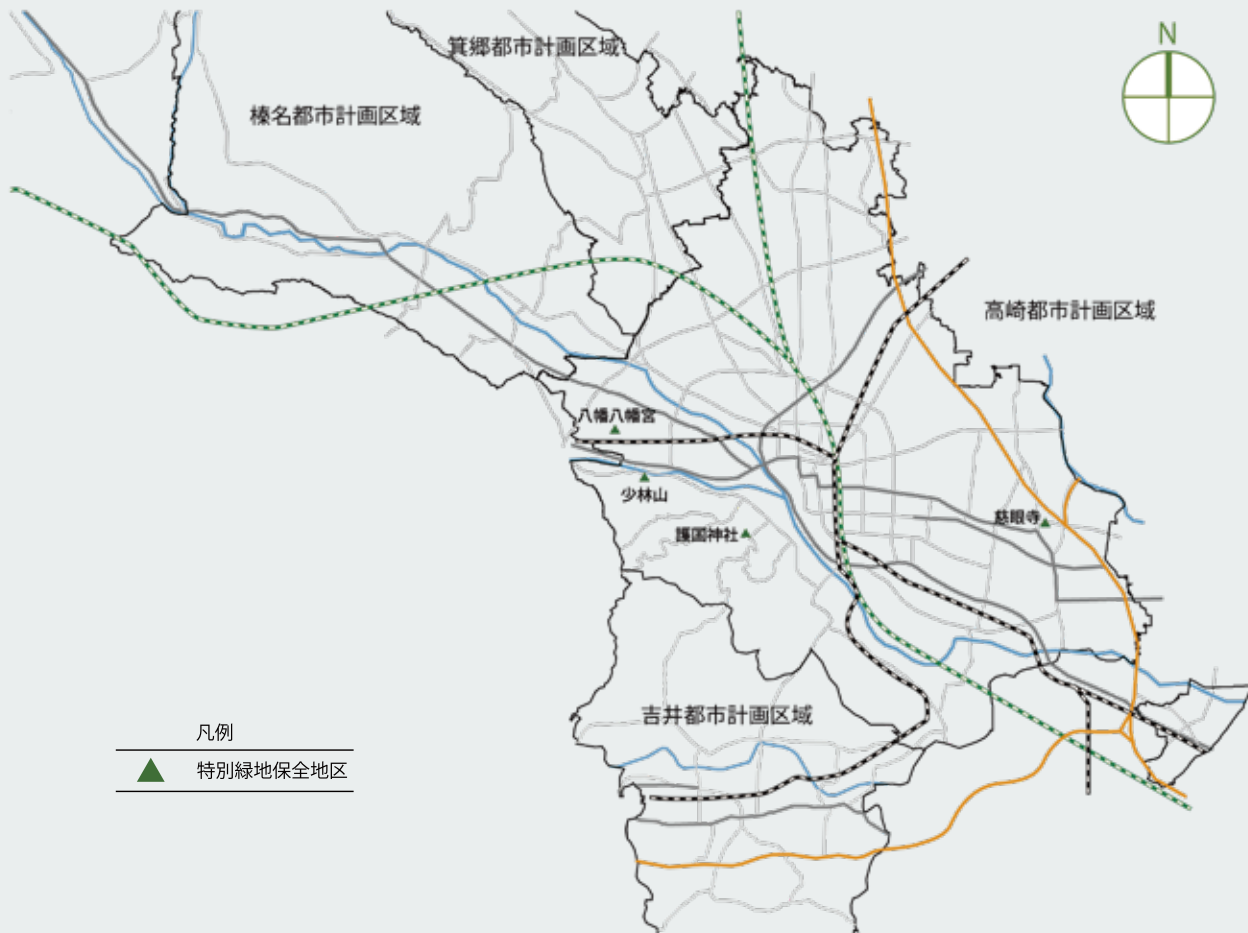 箕郷都市計画区域
N
榛名都市計画区域
高崎都市計画区域
八幡八幡宮
少林山
慈眼寺
護国神社
吉井都市計画区域
凡例
特別緑地保全地区